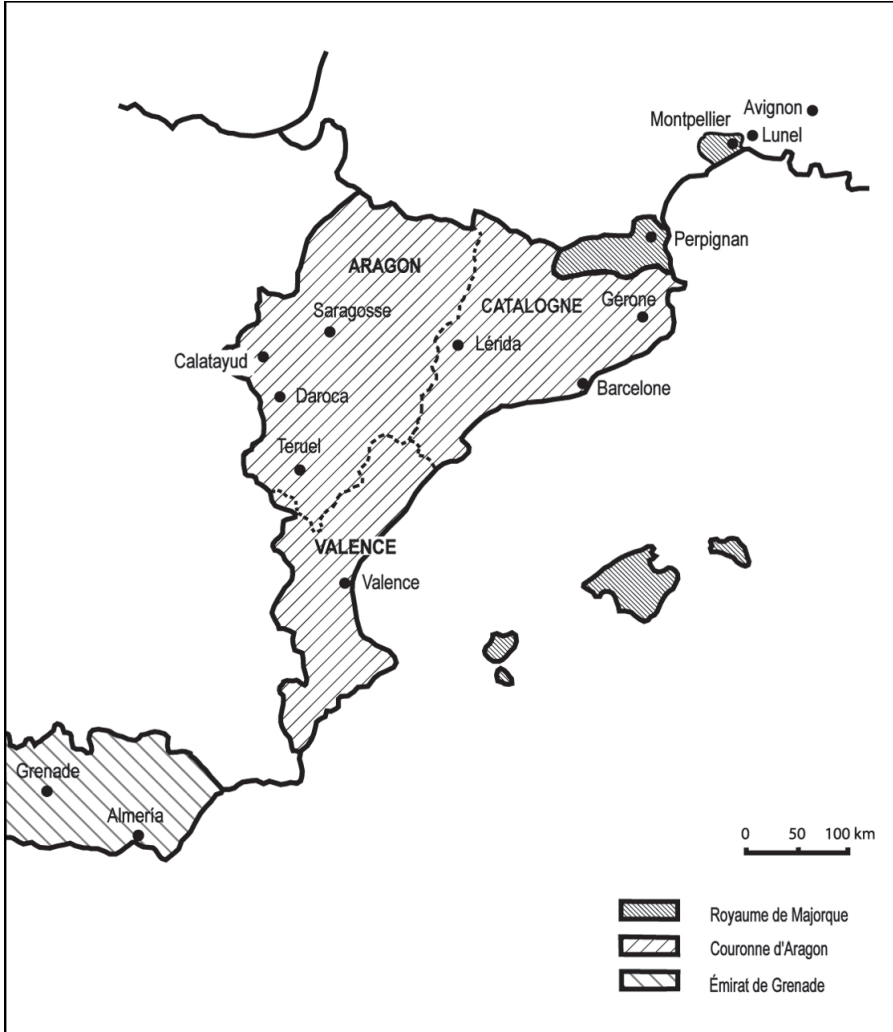 Avignon
Montpellier
Lunel
Perpignan
ARAGON
CATALOGNE
Gérone
Saragosse
Lérida
Calatayud
Barcelone
Daroca
Teruel
VALENCE
Valence
Grenade
Almería
0 50 100 km
Royaume de Majorque
Couronne d'Aragon
Émirat de Grenade